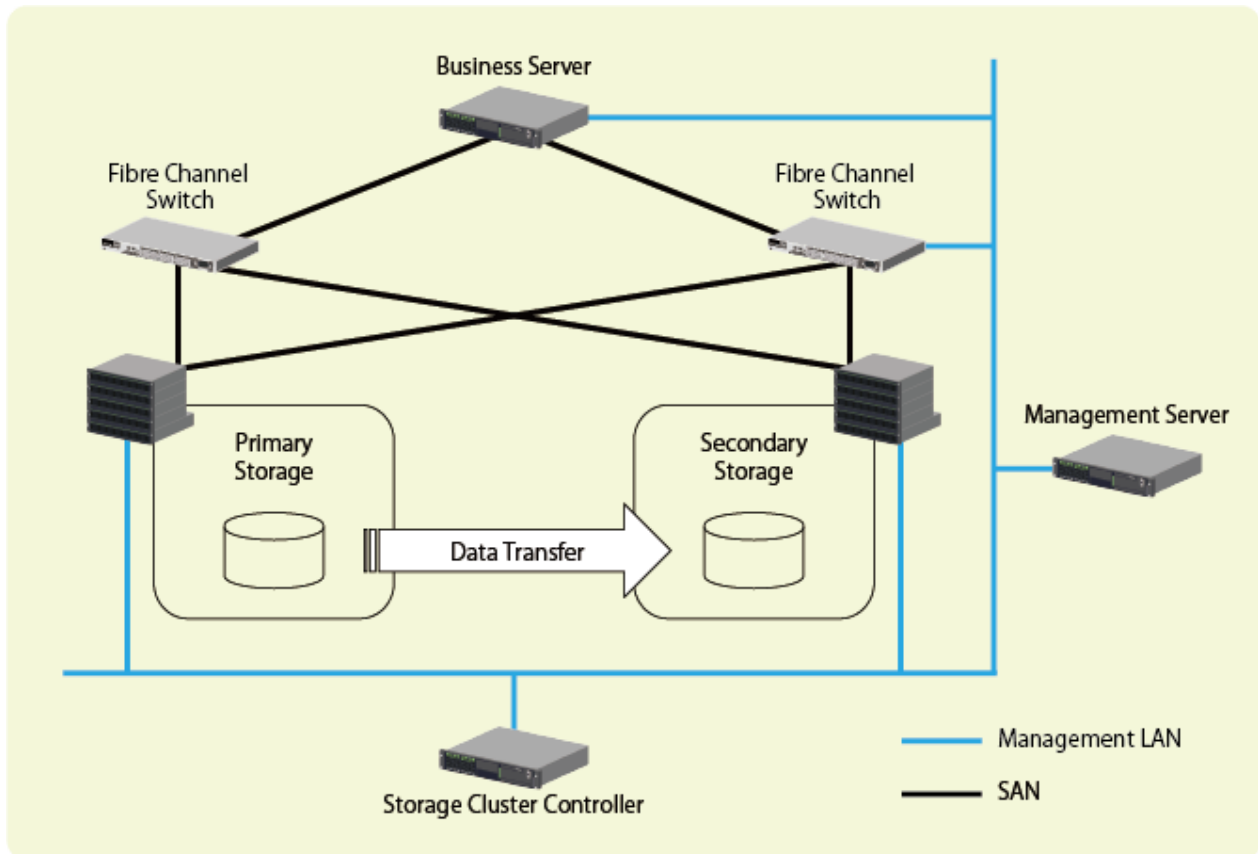 Business Server
Fibre Channel
Switch
Fibre Channel
Switch
Primary
Storage
Secondary
Storage
Management Server
Data Transfer
Management LAN
SAN
Storage Cluster Controller